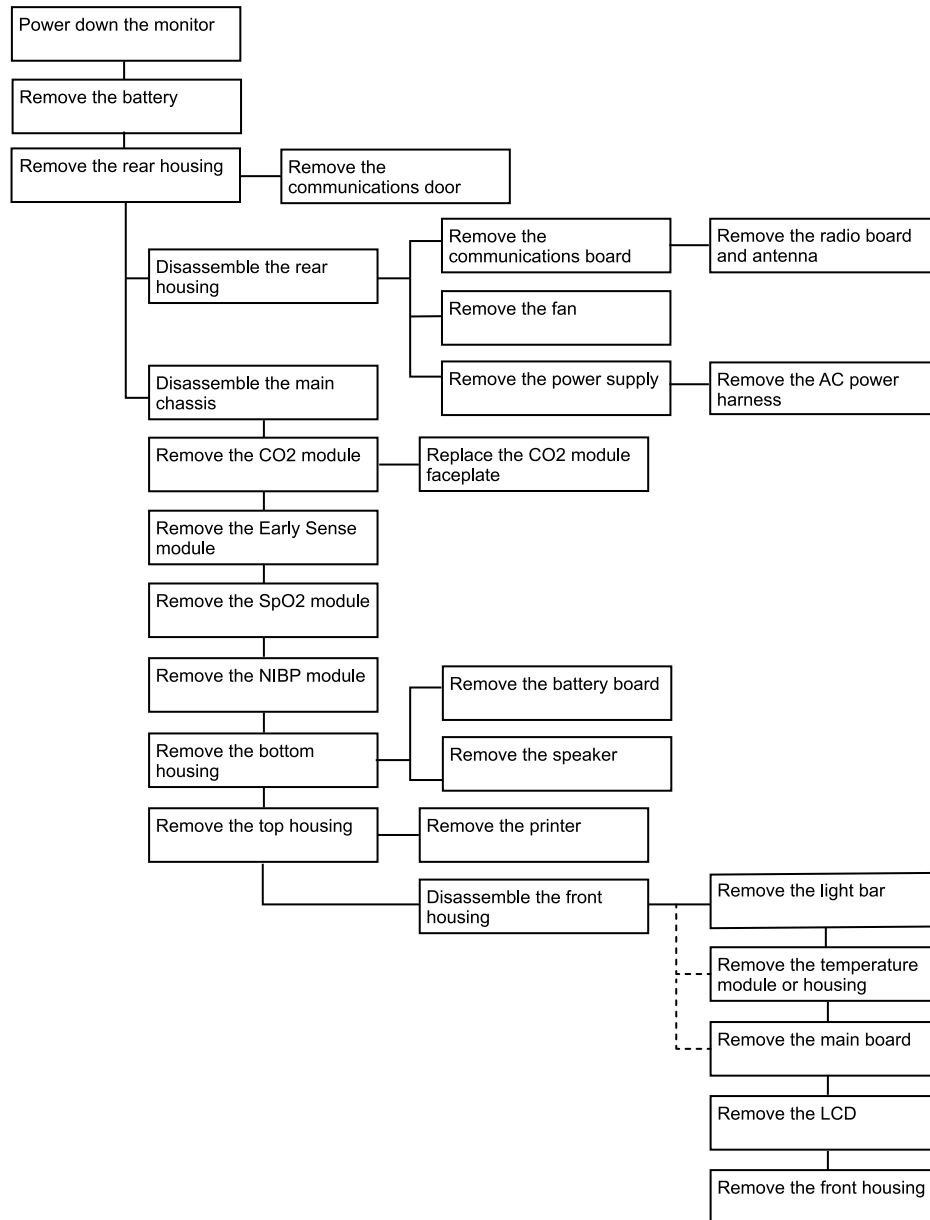 Power down the monitor
Remove the battery
Remove the rear housing
Remove the
communications door
Disassemble the rear
housing
Remove the
communications board
Remove the radio board
and antenna
Remove the fan
Remove the power supply
Remove the AC power
harness
Disassemble the main
chassis
Remove the CO2 module
Replace the CO2 module
faceplate
Remove the Early Sense
module
Remove the SpO2 module
Remove the NIBP module
Remove the battery board
Remove the bottom
housing
Remove the speaker
Remove the top housing
Remove the printer
Disassemble the front
housing
Remove the light bar
Remove the temperature
module or housing
Remove the main board
Remove the LCD
Remove the front housing